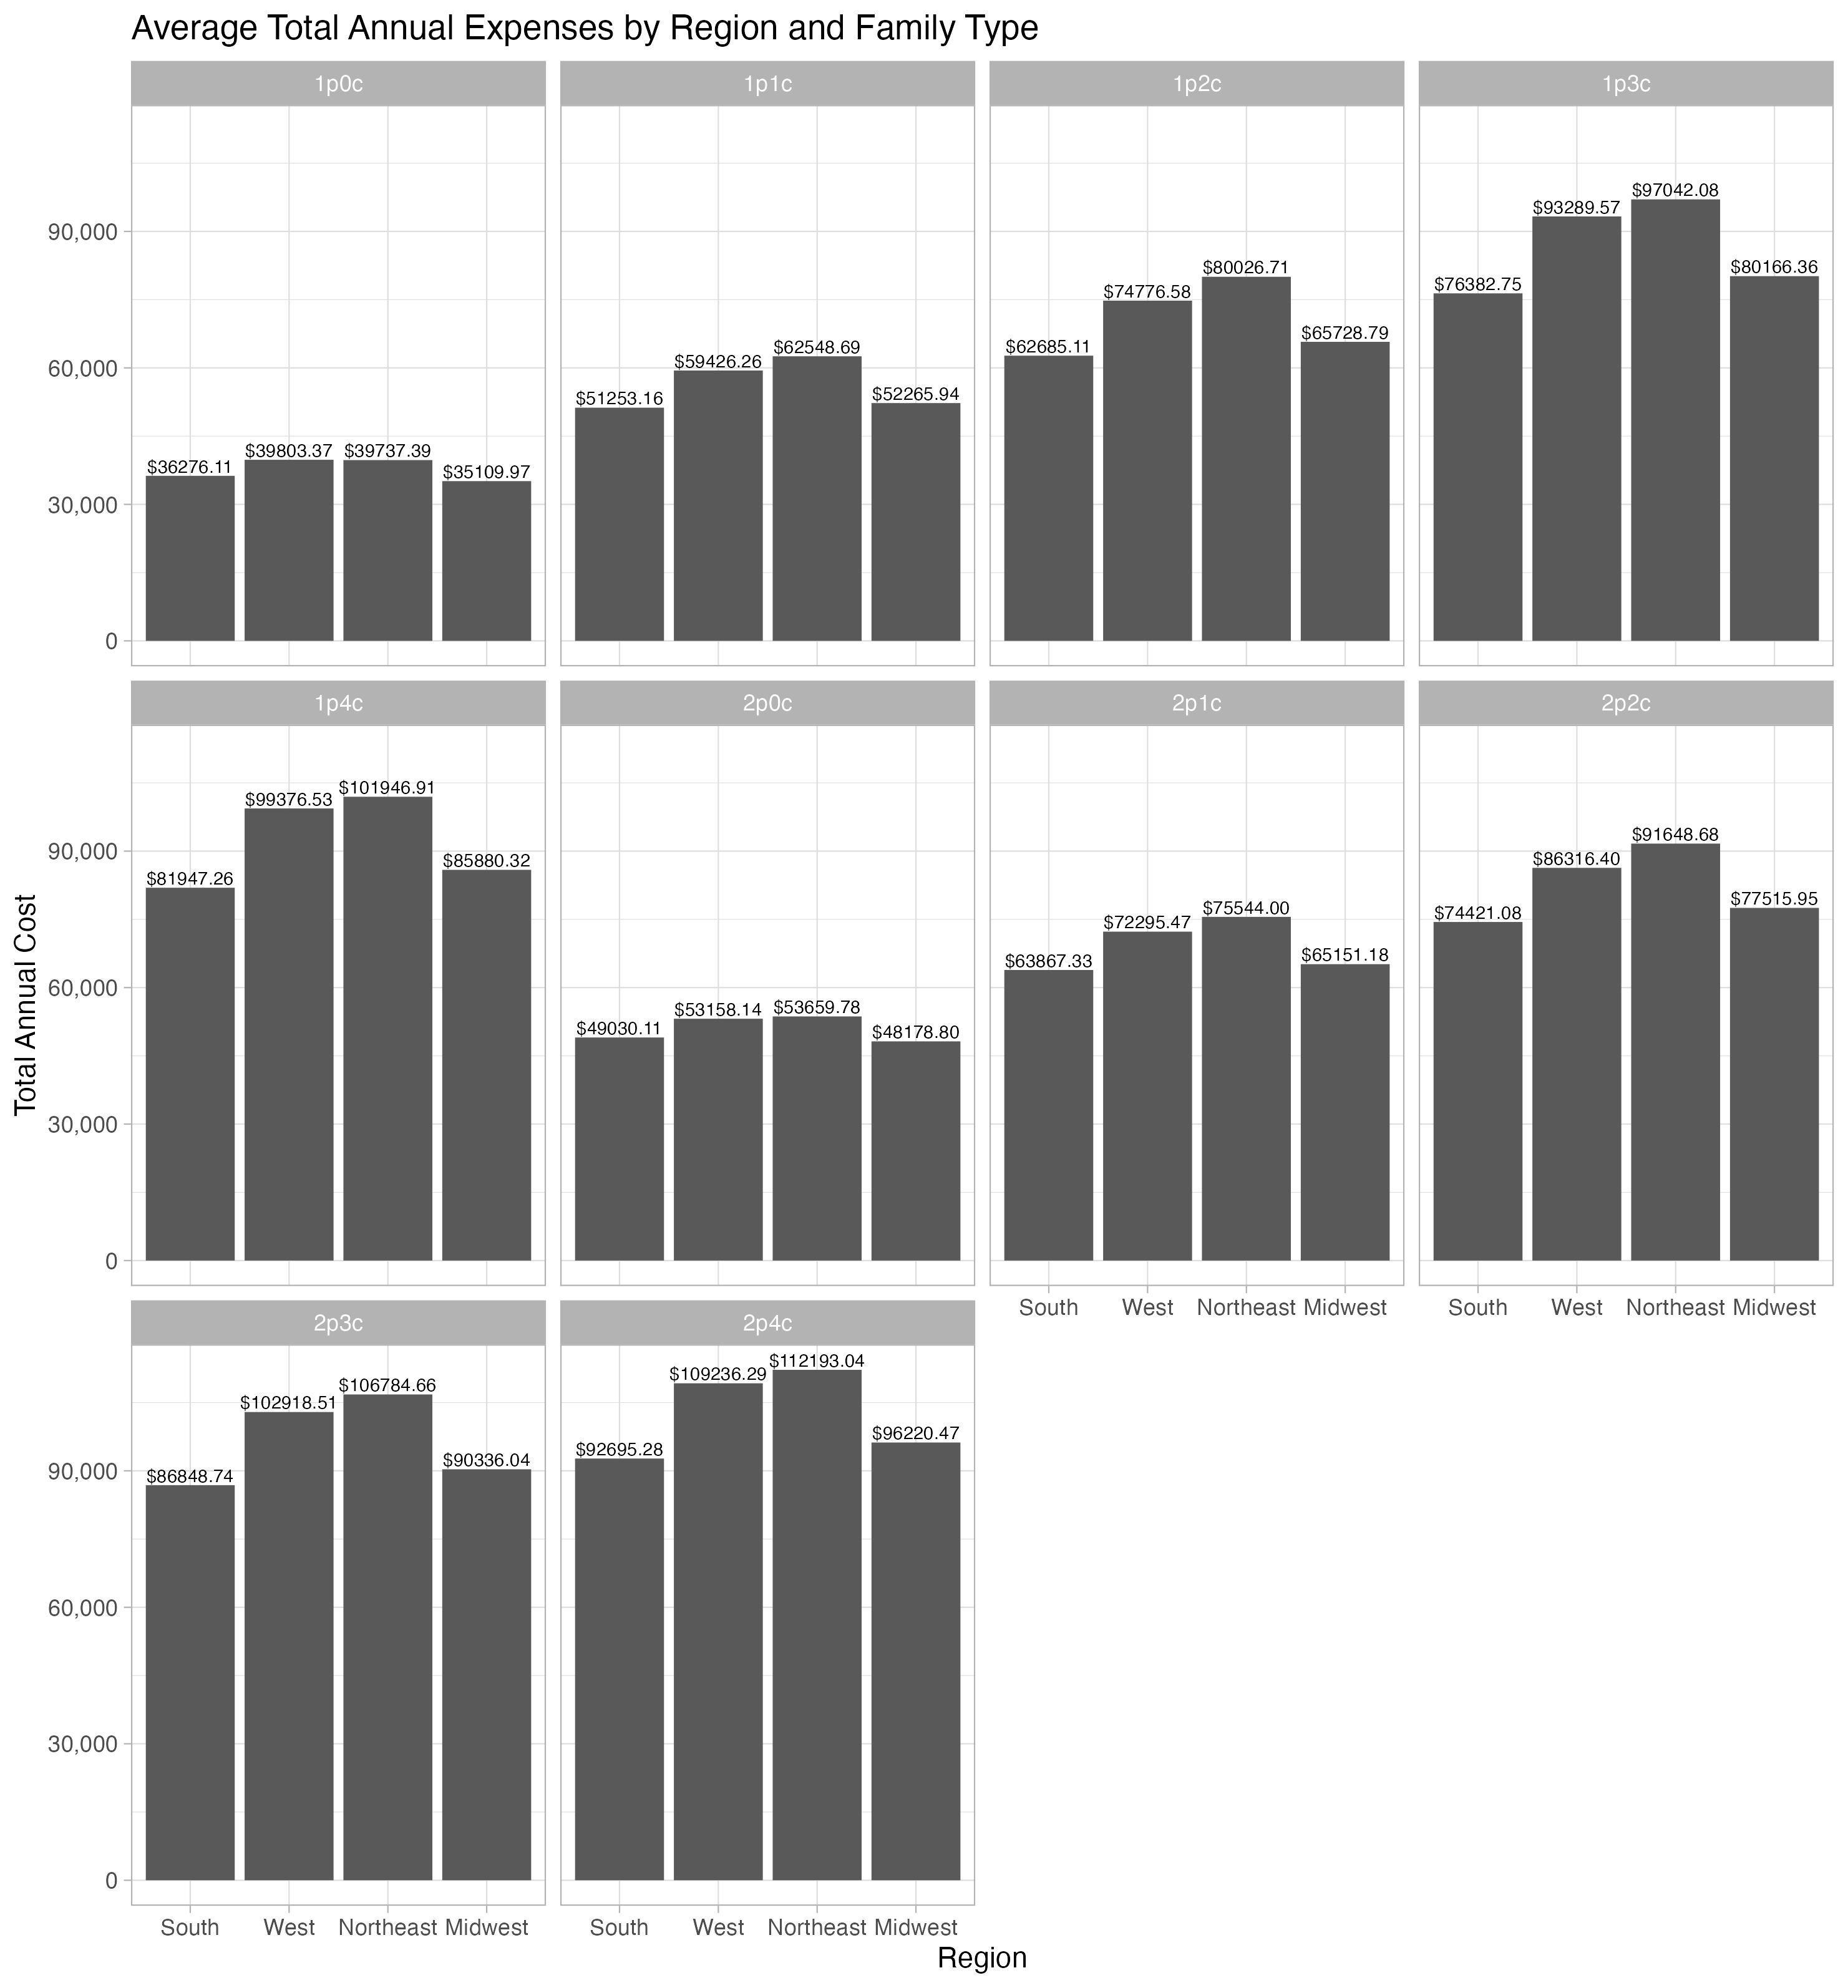 Average Total Annual Expenses by Region and Family Type
1p0c 1p1c 1p2c 1p3c
90,000
60,000
30,000
0
$36276.11 $39803.37 $39737.39 $35109.97
$51253.16 $59426.26 $62548.69 $52265.94
$62685.11 $74776.58 $80026.71 $65728.79
$76382.75 $93289.57 $97042.08 $80166.36
1p4c 2p0c 2p1c 2p2c
90,000
60,000
30,000
0
$81947.26 $99376.53 $101946.91 $85880.32
$49030.11 $53158.14 $53659.78 $48178.80
$63867.33 $72295.47 $75544.00 $65151.18
$74421.08 $86316.40 $91648.68 $77515.95
South West Northeast Midwest
South West Northeast Midwest
2p3c 2p4c
90,000
60,000
30,000
0
$86848.74 $102918.51 $106784.66 $90336.04
$92695.28 $109236.29 $112193.04 $96220.47
South West Northeast Midwest
South West Northeast Midwest
Total Annual Cost
Region